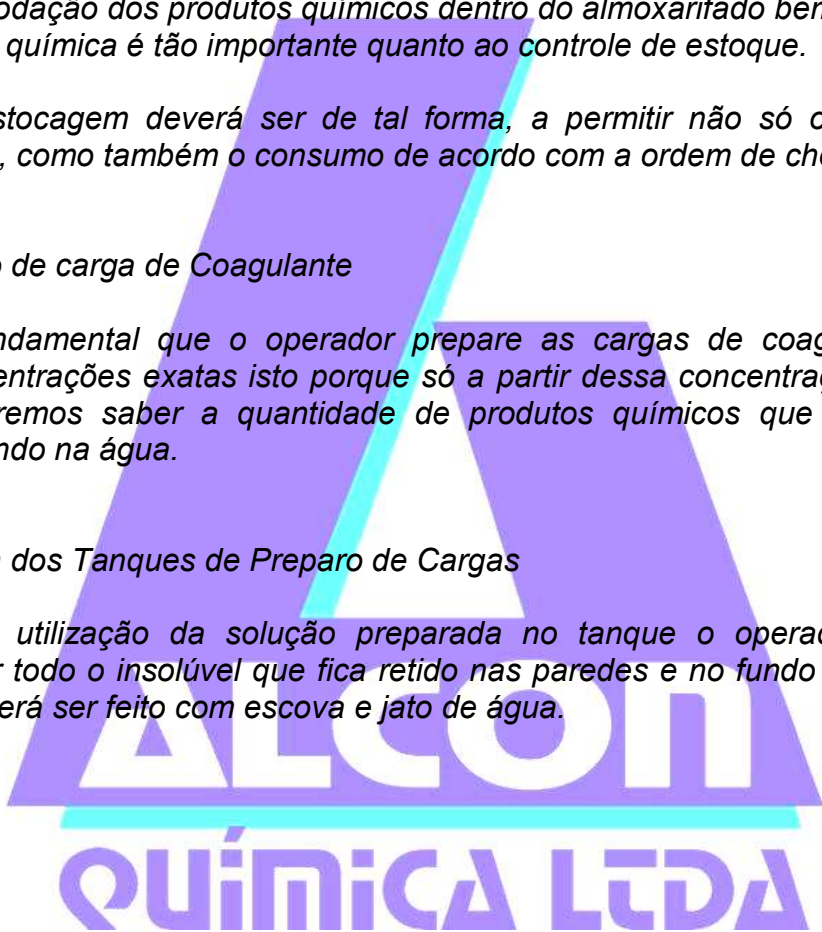 odação dos produtos químicos dentro do almoxarifado bem
química é tão importante quanto ao controle de estoque.
stocagem deverá ser de tal forma, a permitir não só o
, como também o consumo de acordo com a ordem de che
o de carga de Coagulante
ndamental que o operador prepare as cargas de coag
entrações exatas isto porque só a partir dessa concentraç
remos saber a quantidade de produtos químicos que
ndo na água.
dos Tanques de Preparo de Cargas
utilização da solução preparada no tanque o operad
r todo o insolúvel que fica retido nas paredes e no fundo
erá ser feito com escova e jato de água.
ALCON
QUÍMICA LTDA